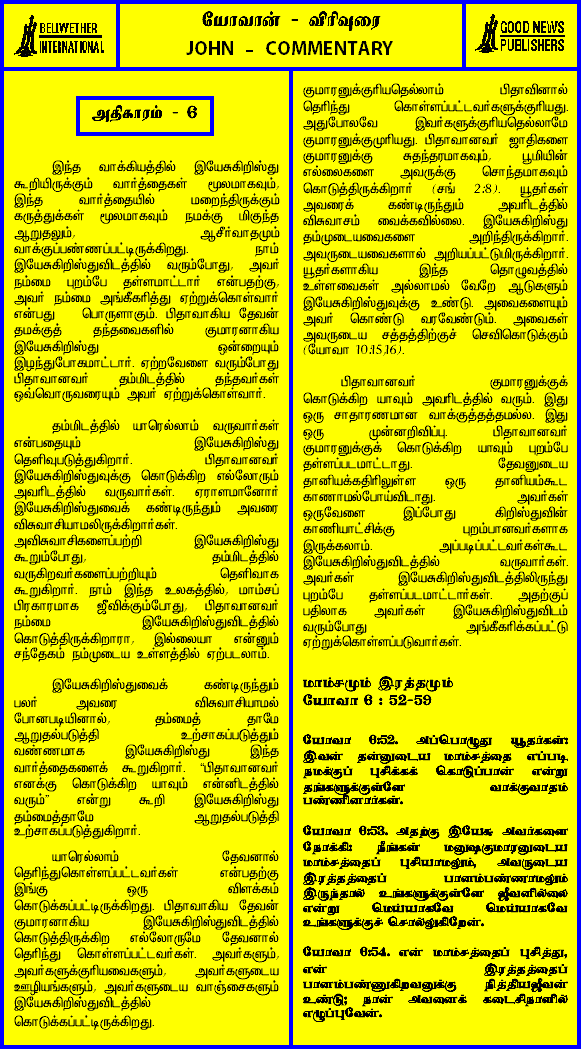 BELWETHER
INTERNATIONAL
யோவான் - விரிவுரை
JOHN - COMMENTARY
GOOD NEWS
PUBLISHERS
அதிகாரம் - 6
இந்த வாக்கியத்தில் இயேசுகிறிஸ்து
கூறியிருக்கும் வார்த்தைகள் மூலமாகவும்,
இந்த வார்த்தையில் மறைந்திருக்கும்
கருத்துக்கள் மூலமாகவும் நமக்கு மிகுந்த
ஆறுதலும், ஆசீர்வாதமும்
வாக்குப்பண்ணப்பட்டிருக்கிறது. நாம்
இயேசுகிறிஸ்துவிடத்தில் வரும்போது, அவர்
நம்மை புறம்பே தள்ளமாட்டார் என்பதற்கு,
அவர் நம்மை அங்கீகரித்து ஏற்றுக்கொள்வார்
என்பது பொருளாகும். பிதாவாகிய தேவன்
தமக்குத் தந்தவைகளில் குமாரனாகிய
இயேசுகிறிஸ்து ஒன்றையும்
இழந்துபோகமாட்டார். ஏற்றவேளை வரும்போது
பிதாவானவர் தம்மிடத்தில் தந்தவர்கள்
ஒவ்வொருவரையும் அவர் ஏற்றுக்கொள்வார்.
தம்மிடத்தில் யாரெல்லாம் வருவார்கள்
என்பதையும் இயேசுகிறிஸ்து
தெளிவுபடுத்துகிறார். பிதாவானவர்
இயேசுகிறிஸ்துவுக்கு கொடுக்கிற எல்லோரும்
அவரிடத்தில் வருவார்கள். ஏராளமானோர்
இயேசுகிறிஸ்துவைக் கண்டிருந்தும் அவரை
விசுவாசியாமலிருக்கிறார்கள்.
அவிசுவாசிகளைப்பற்றி இயேசுகிறிஸ்து
கூறும்போது, தம்மிடத்தில்
வருகிறவர்களைப்பற்றியும் தெளிவாக
கூறுகிறார். நாம் இந்த உலகத்தில், மாம்சப்
பிரகாரமாக ஜீவிக்கும்போது, பிதாவானவர்
நம்மை இயேசுகிறிஸ்துவிடத்தில்
கொடுத்திருக்கிறாரா, இல்லையா என்னும்
சந்தேகம் நம்முடைய உள்ளத்தில் ஏற்படலாம்.
இயேசுகிறிஸ்துவைக் கண்டிருந்தும்
பலர் அவரை விசுவாசியாமல்
போனபடியினால், தம்மைத் தாமே
ஆறுதல்படுத்தி உற்சாகப்படுத்தும்
வண்ணமாக இயேசுகிறிஸ்து இந்த
வார்த்தைகளைக் கூறுகிறார். “பிதாவானவர்
எனக்கு கொடுக்கிற யாவும் என்னிடத்தில்
வரும்” என்று கூறி இயேசுகிறிஸ்து
தம்மைத்தாமே ஆறுதல்படுத்தி
உற்சாகப்படுத்துகிறார்.
யாரெல்லாம் தேவனால்
தெரிந்துகொள்ளப்பட்டவர்கள் என்பதற்கு
இங்கு ஒரு விளக்கம்
கொடுக்கப்பட்டிருக்கிறது. பிதாவாகிய தேவன்
குமாரனாகிய இயேசுகிறிஸ்துவிடத்தில்
கொடுத்திருக்கிற எல்லோருமே தேவனால்
தெரிந்து கொள்ளப்பட்டவர்கள். அவர்களும்,
அவர்களுக்குரியவைகளும், அவர்களுடைய
ஊழியங்களும், அவர்களுடைய வாஞ்சைகளும்
இயேசுகிறிஸ்துவிடத்தில்
கொடுக்கப்பட்டிருக்கிறது.
குமாரனுக்குரியதெல்லாம் பிதாவினால்
தெரிந்து கொள்ளப்பட்டவர்களுக்குரியது.
அதுபோலவே இவர்களுக்குரியதெல்லாமே
குமாரனுக்குமுரியது. பிதாவானவர் ஜாதிகளை
குமாரனுக்கு சுதந்தரமாகவும், பூமியின்
எல்லைகளை அவருக்கு சொந்தமாகவும்
கொடுத்திருக்கிறார் (சங் 2:8). யூதர்கள்
அவரைக் கண்டிருந்தும் அவரிடத்தில்
விசுவாசம் வைக்கவில்லை. இயேசுகிறிஸ்து
தம்முடையவைகளை அறிந்திருக்கிறார்.
அவருடையவைகளால் அறியப்பட்டுமிருக்கிறார்.
யூதர்களாகிய இந்த தொழுவத்தில்
உள்ளவைகள் அல்லாமல் வேறே ஆடுகளும்
இயேசுகிறிஸ்துவுக்கு உண்டு. அவைகளையும்
அவர் கொண்டு வரவேண்டும். அவைகள்
அவருடைய சத்தத்திற்குச் செவிகொடுக்கும்
(யோவா 10:15,16).
பிதாவானவர் குமாரனுக்குக்
கொடுக்கிற யாவும் அவரிடத்தில் வரும். இது
ஒரு சாதாரணமான வாக்குத்தத்தமல்ல. இது
ஒரு முன்னறிவிப்பு. பிதாவானவர்
குமாரனுக்குக் கொடுக்கிற யாவும் புறம்பே
தள்ளப்படமாட்டாது. தேவனுடைய
தானியக்கதிரிலுள்ள ஒரு தானியம்கூட
காணாமல்போய்விடாது. அவர்கள்
ஒருவேளை இப்போது கிறிஸ்துவின்
காணியாட்சிக்கு புறம்பானவர்களாக
இருக்கலாம். அப்படிப்பட்டவர்கள்கூட
இயேசுகிறிஸ்துவிடத்தில் வருவார்கள்.
அவர்கள் இயேசுகிறிஸ்துவிடத்திலிருந்து
புறம்பே தள்ளப்படமாட்டார்கள். அதற்குப்
பதிலாக அவர்கள் இயேசுகிறிஸ்துவிடம்
வரும்போது அங்கீகரிக்கப்பட்டு
ஏற்றுக்கொள்ளப்படுவார்கள்.
மாம்சமும் இரத்தமும்
யோவா 6 : 52-59
யோவா 6:52. அப்பொழுது யூதர்கள்:
இவன் தன்னுடைய மாம்சத்தை எப்படி
நமக்குப் புசிக்கக் கொடுப்பான் என்று
தங்களுக்குள்ளே வாக்குவாதம்
பண்ணினார்கள்.
யோவா 6:53. அதற்கு இயேசு அவர்களை
நோக்கி: நீங்கள் மனுஷகுமாரனுடைய
மாம்சத்தைப் புசியாமலும், அவருடைய
இரத்தத்தைப் பானம்பண்ணாமலும்
இருந்தால் உங்களுக்குள்ளே ஜீவனில்லை
என்று மெய்யாகவே மெய்யாகவே
உங்களுக்குச் சொல்லுகிறேன்.
யோவா 6:54. என் மாம்சத்தைப் புசித்து,
என் இரத்தத்தைப்
பானம்பண்ணுகிறவனுக்கு நித்தியஜீவன்
உண்டு; நான் அவனைக் கடைசிநாளில்
எழுப்புவேன்.